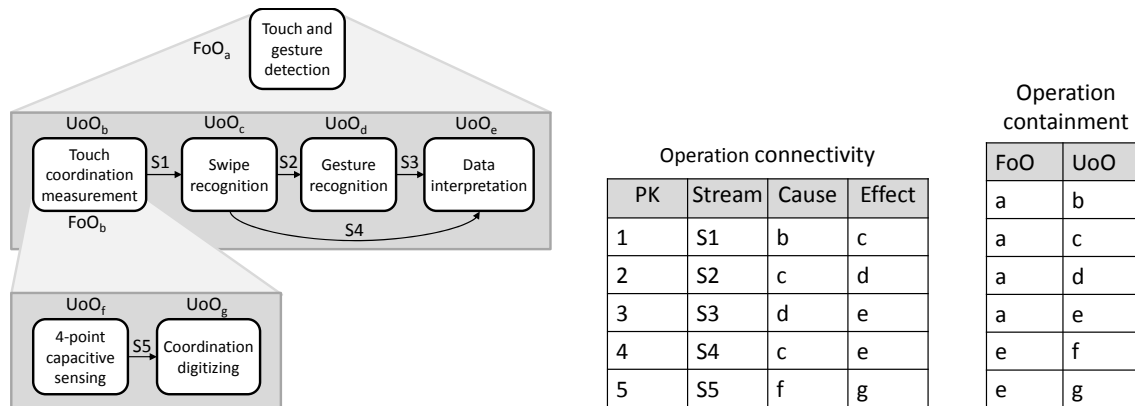 Touch and
gesture
detection
FoOa
UoOb
UoOc
UoOd
UoOe
Touch
coordination
measurement
S1
Swipe
recognition
S2
Gesture
recognition
S3
Data
interpretation
FoOb
S4
UoOf
UoOg
4-point
capacitive
sensing
S5
Coordination
digitizing
Operation connectivity
PK Stream Cause Effect
1 S1 b c
2 S2 c d
3 S3 d e
4 S4 c e
5 S5 f g
Operation
containment
FoO UoO
a b
a c
a d
a e
e f
e g